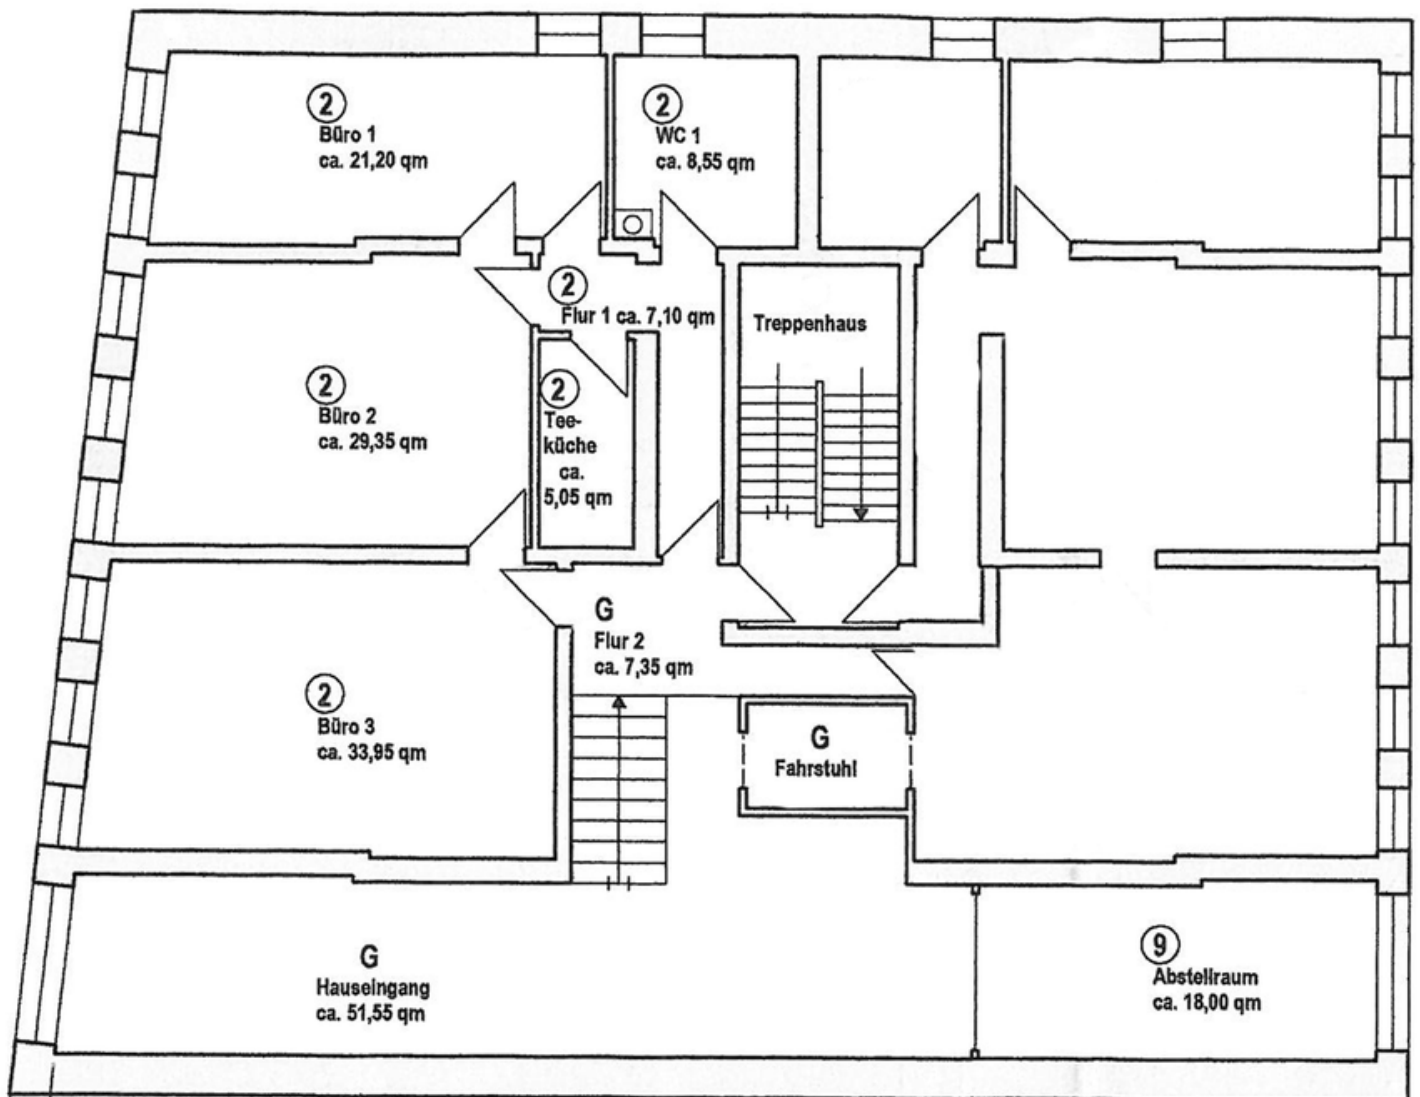 2
Büro 1
ca. 21,20 qm
2
WC 1
ca. 8,55 qm
2
Flur 1 ca. 7,10 qm
Treppenhaus
2
Büro 2
ca. 29,35 qm
2
Tee-
küche
ca.
5,05 qm
G
Flur 2
ca. 7,35 qm
2
Büro 3
ca. 33,95 qm
G
Fahrstuhl
G
Hauseingang
ca. 51,55 qm
9
Abstellraum
ca. 18,00 qm